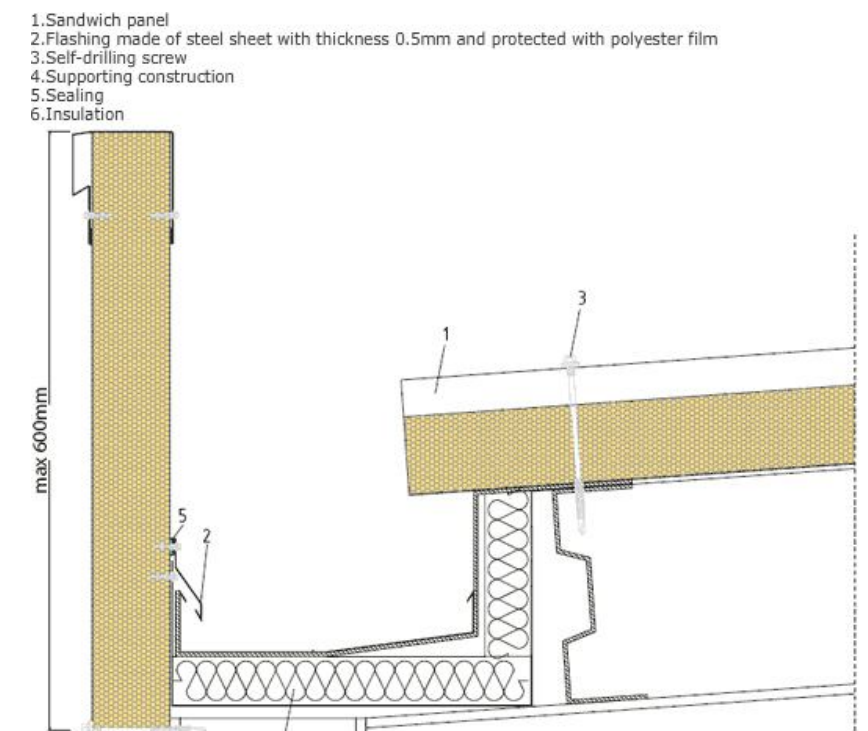 1.Sandwich panel
2.Flashing made of steel sheet with thickness 0.5mm and protected with polyester film
3.Self-drilling screw
4.Supporting construction
5.Sealing
6.Insulation
3
1
max 600mm
5
2